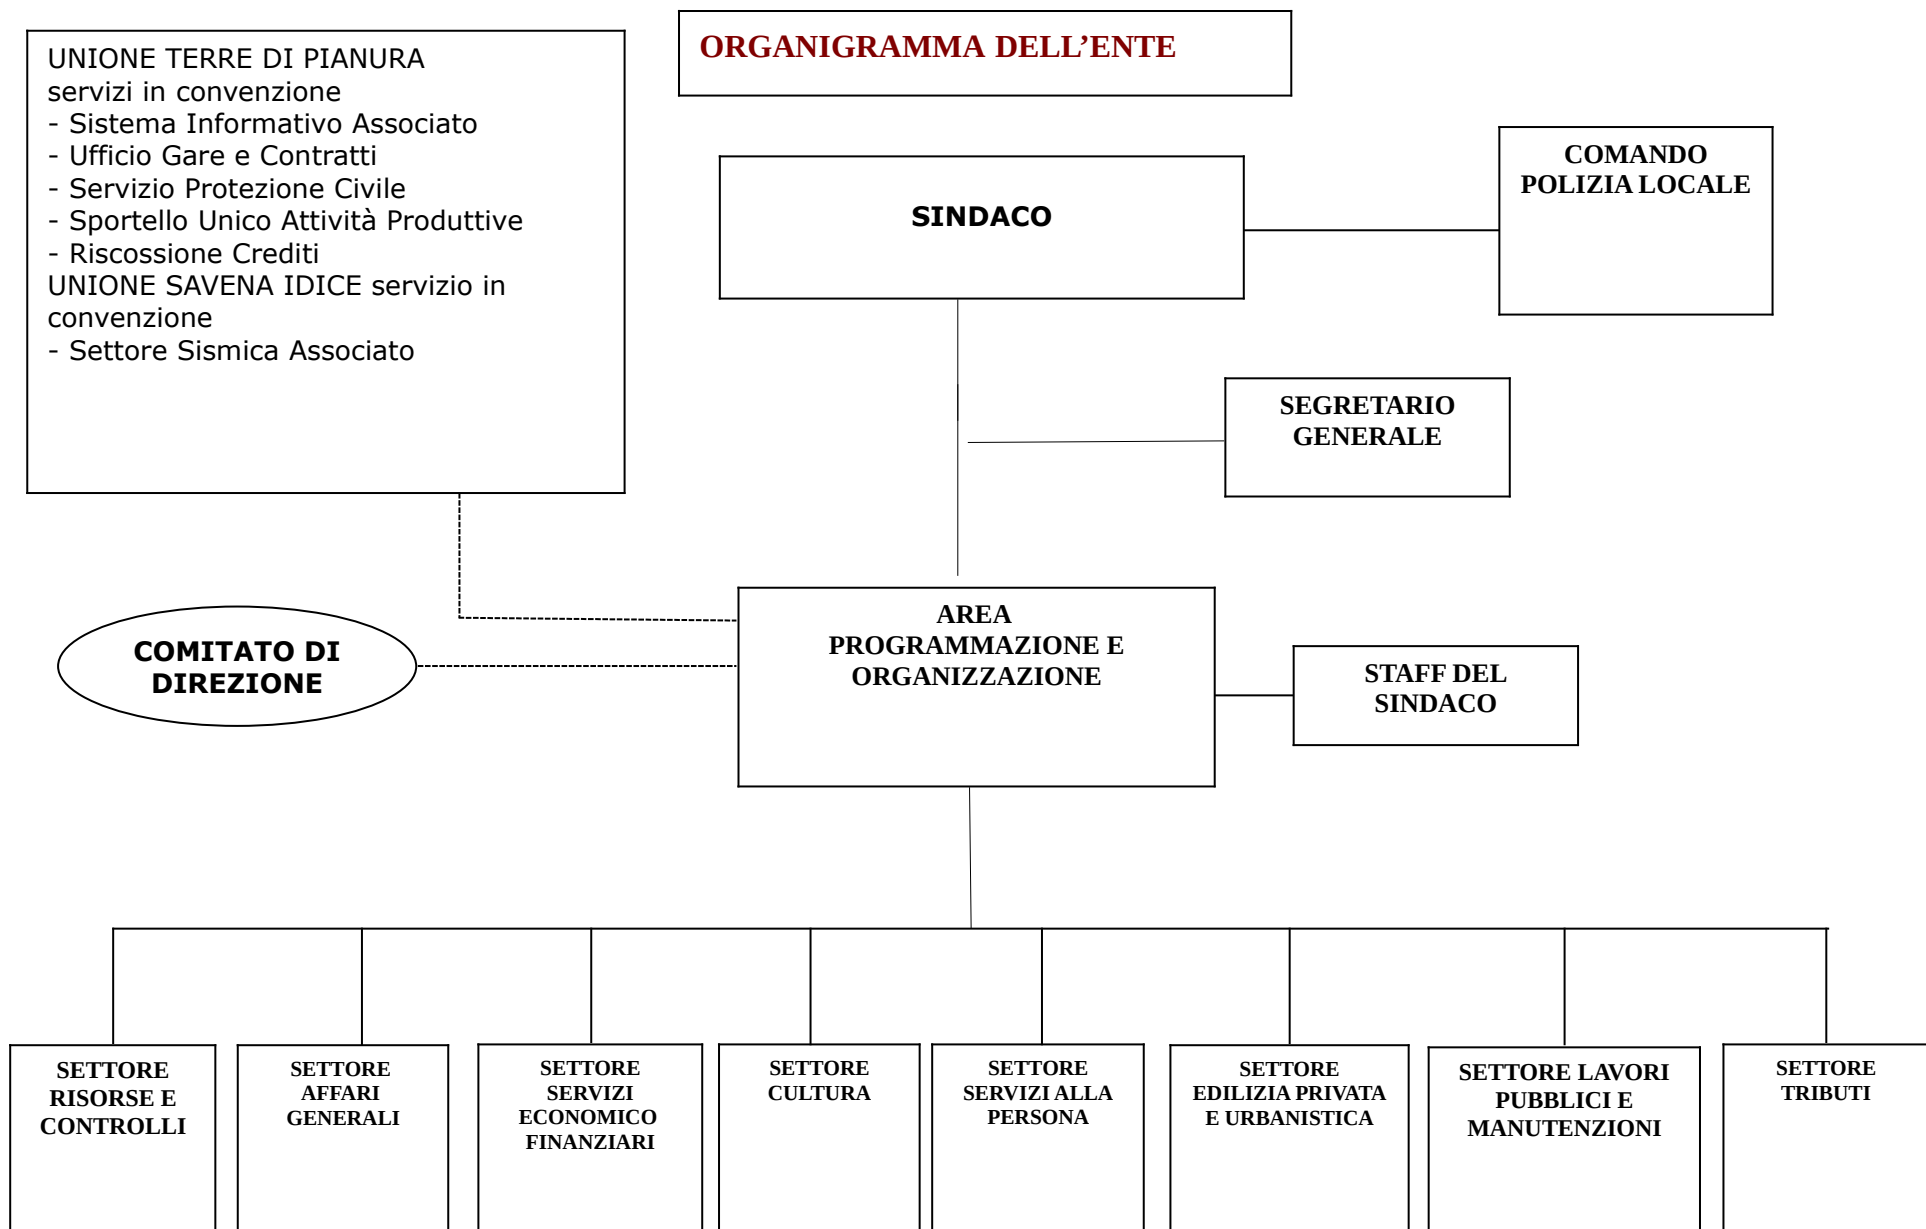 ORGANIGRAMMA DELL’ENTE
UNIONE TERRE DI PIANURA
servizi in convenzione
- Sistema Informativo Associato
- Ufficio Gare e Contratti
- Servizio Protezione Civile
- Sportello Unico Attività Produttive
- Riscossione Crediti
UNIONE SAVENA IDICE servizio in
convenzione
- Settore Sismica Associato
SINDACO
COMANDO
POLIZIA LOCALE
SEGRETARIO
GENERALE
COMITATO DI
DIREZIONE
AREA
PROGRAMMAZIONE E
ORGANIZZAZIONE
STAFF DEL
SINDACO
SETTORE
RISORSE E
CONTROLLI
SETTORE
AFFARI
GENERALI
SETTORE
SERVIZI
ECONOMICO
FINANZIARI
SETTORE
CULTURA
SETTORE
SERVIZI ALLA
PERSONA
SETTORE
EDILIZIA PRIVATA
E URBANISTICA
SETTORE LAVORI
PUBBLICI E
MANUTENZIONI
SETTORE
TRIBUTI